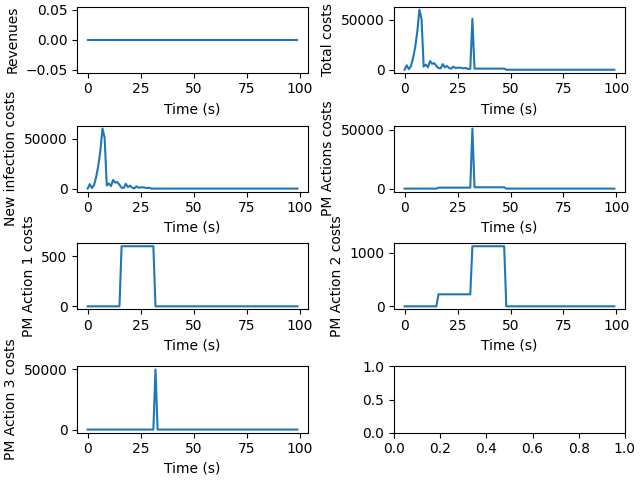 Revenues
0.05
0.00
−0.05
0 25 50 75 100
Time (s)
Total costs
50000
0
0 25 50 75 100
Time (s)
New infection costs
50000
0
0 25 50 75 100
Time (s)
PM Actions costs
50000
0
0 25 50 75 100
Time (s)
PM Action 1 costs
500
0
0 25 50 75 100
Time (s)
PM Action 2 costs
1000
0
0 25 50 75 100
Time (s)
PM Action 3 costs
50000
0
0 25 50 75 100
Time (s)
1.0
0.5
0.0
0.0 0.2 0.4 0.6 0.8 1.0